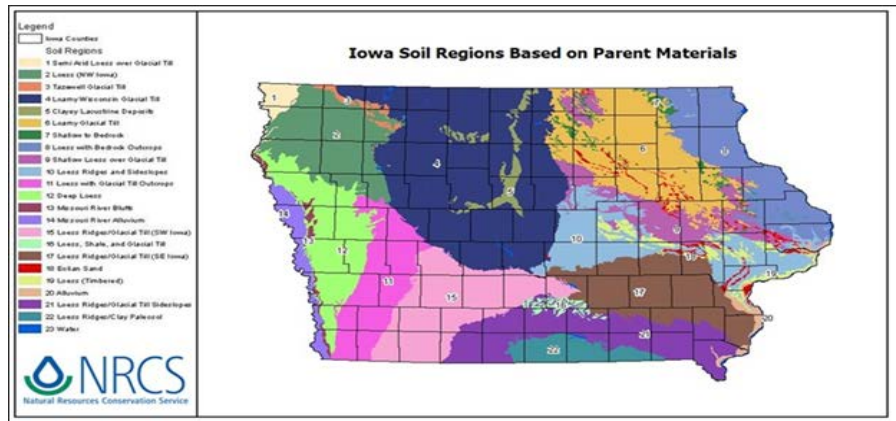 Legend
Iowa Counties
Soil Regions
1 Semi Arid Loess over Glacial Till
2 Loess (NW Iowa)
3 Tazewell Glacial Till
4 Loamy Wisconsin Glacial Till
5 Clayey Lacustrine Deposits
6 Loamy Glacial Till
7 Shallow to Bedrock
8 Loess with Bedrock Outcrops
9 Shallow Loess over Glacial Till
10 Loess Ridges and Sideslopes
11 Loess with Glacial Till Outcrops
12 Deep Loess
13 Missouri River Bluffs
14 Missouri River Alluvium
15 Loess Ridges/Glacial Till (SW Iowa)
16 Loess, Shale, and Glacial Till
17 Loess Ridges/Glacial Till (SE Iowa)
18 Eolian Sand
19 Loess (Timbered)
20 Alluvium
21 Loess Ridges/Glacial Till Sideslopes
22 Loess Ridges/Clay Paleosol
23 Water
NRCS
Natural Resources Conservation Service
Iowa Soil Regions Based on Parent Materials
1
3
2
4
6
8
5
14
13
12
10
9
18
19
11
15
17
16
20
21
22